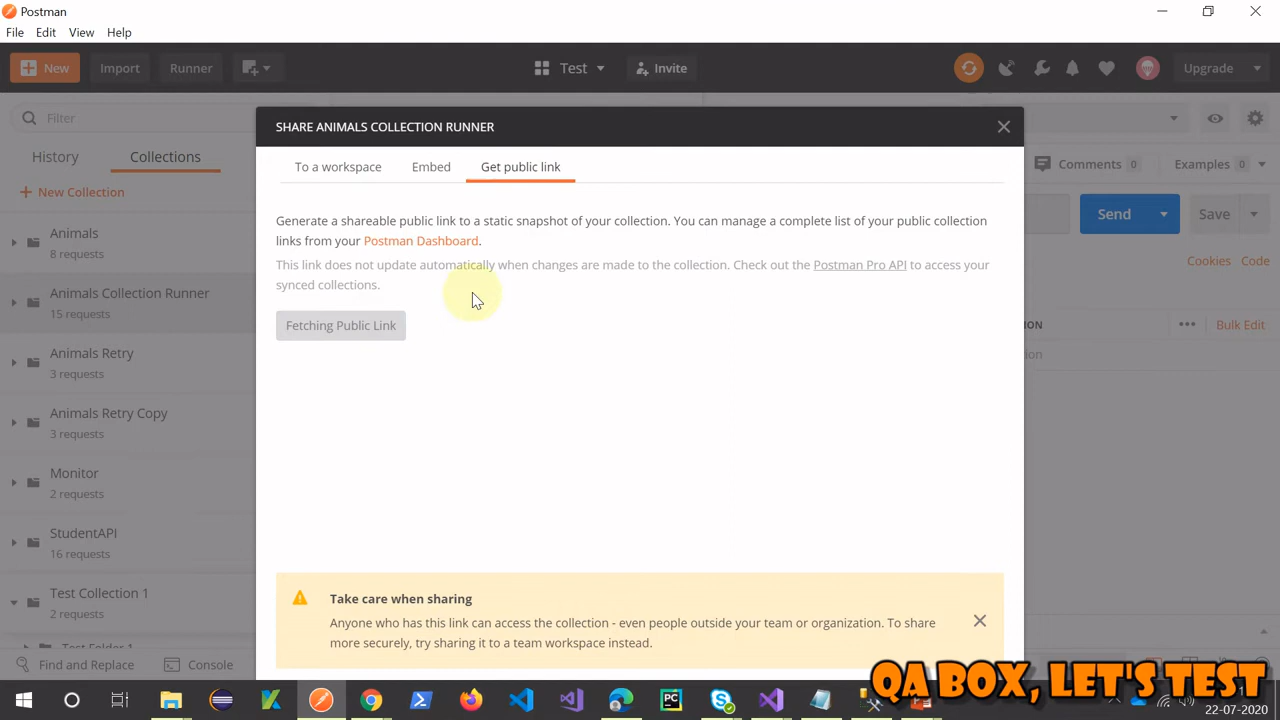 Postman
File Edit View Help
New Import Runner Test Invite Upgrade
Filter
History Collections
New Collection
Animals
8 requests
Animals Collection Runner
15 requests
Animals Retry
3 requests
Animals Retry Copy
3 requests
Monitor
2 requests
StudentAPI
16 requests
Test Collection 1
2 requests
Test Folder 1
Find and Replace Console
SHARE ANIMALS COLLECTION RUNNER
To a workspace Embed Get public link
Generate a shareable public link to a static snapshot of your collection. You can manage a complete list of your public collection
links from your Postman Dashboard.
This link does not update automatically when changes are made to the collection. Check out the Postman Pro API to access your
synced collections.
Fetching Public Link
Take care when sharing
Anyone who has this link can access the collection - even people outside your team or organization. To share
more securely, try sharing it to a team workspace instead.
Comments 0 Examples 0
Send Save
Cookies Code
ION Bulk Edit
QA BOX, LET'S TEST
22-07-2020